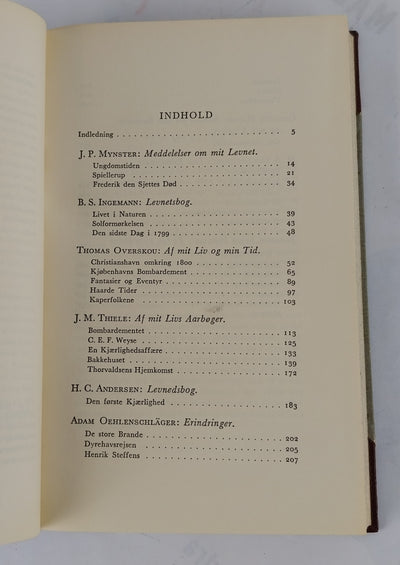 INDHOLD
Indledning . . . . . . . . . . . . . . . . . . . . . . . . 5
J. P. MYNSTER: Meddelelser om mit Levnet.
Ungdomstiden . . . . . . . . . . . . . . . . . . . . 14
Spiellerup . . . . . . . . . . . . . . . . . . . . 21
Frederik den Sjettes Død . . . . . . . . . . . . . . . . 34
B. S. INGEMANN: Levnetsbog.
Livet i Naturen . . . . . . . . . . . . . . . . . . . . 39
Solformørkelsen . . . . . . . . . . . . . . . . . . . . 43
Den sidste Dag i 1799 . . . . . . . . . . . . . . . . 48
THOMAS OVERSKOU: Af mit Liv og min Tid.
Christianshavn omkring 1800 . . . . . . . . . . . . . . 52
Kjøbenhavns Bombardement . . . . . . . . . . . . . . 65
Fantasier og Eventyr . . . . . . . . . . . . . . . . 89
Haarde Tider . . . . . . . . . . . . . . . . . . . . 97
Kaperfolkene . . . . . . . . . . . . . . . . . . . . 103
J. M. THIELE: Af mit Livs Aarbøger.
Bombardementet . . . . . . . . . . . . . . . . . . 113
C. E. F. Weyse . . . . . . . . . . . . . . . . . . 125
En Kjærlighedsaffære . . . . . . . . . . . . . . . . 133
Bakkehuset . . . . . . . . . . . . . . . . . . . . 139
Thorvaldsens Hjemkomst . . . . . . . . . . . . . . 172
H. C. ANDERSEN: Levnedsbog.
Den første Kjærlighed . . . . . . . . . . . . . . . . 183
ADAM OEHLENSCHLÄGER: Erindringer.
De store Brande . . . . . . . . . . . . . . . . . . 202
Dyrehavsrejsen . . . . . . . . . . . . . . . . . . 205
Henrik Steffens . . . . . . . . . . . . . . . . . . 207